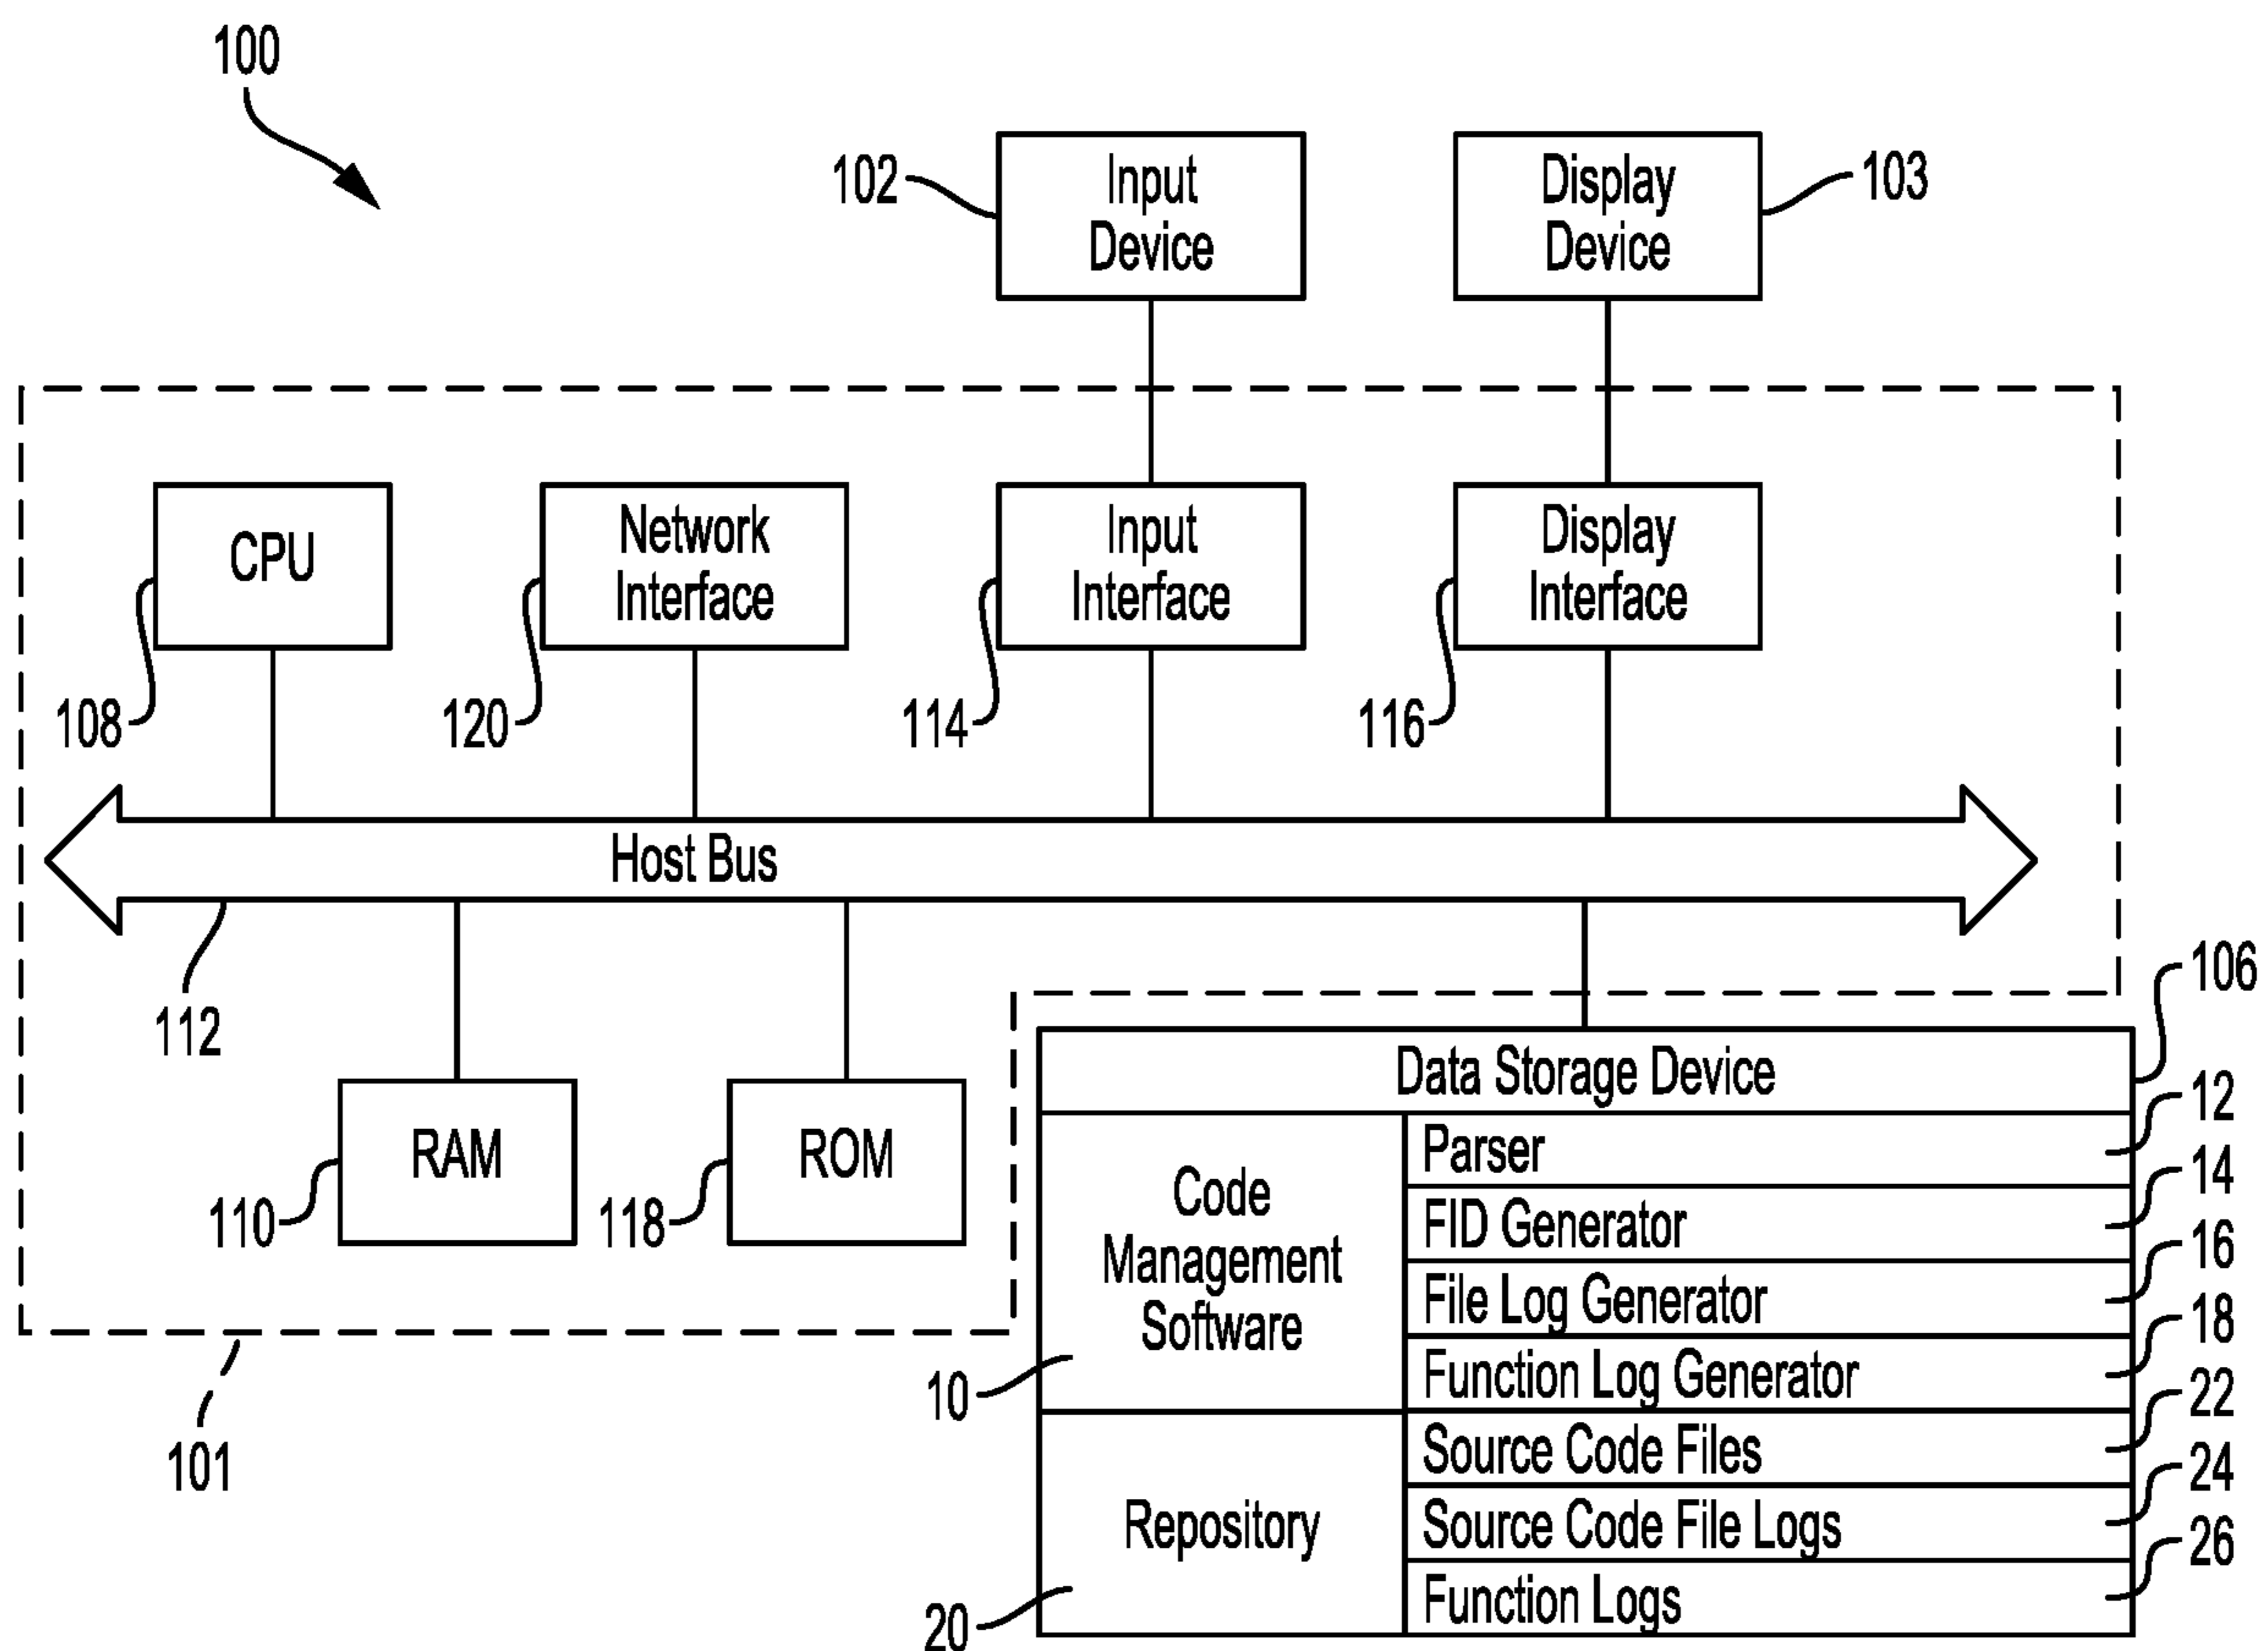 100
102
Input
Device
Display
Device
103
CPU
Network
Interface
Input
Interface
Display
Interface
108
120
114
116
Host Bus
112
106
RAM
ROM
110
118
Data Storage Device
12
Code
Management
Software
Parser
14
FID Generator
16
File Log Generator
18
10
Function Log Generator
22
101
Repository
Source Code Files
24
Source Code File Logs
26
20
Function Logs